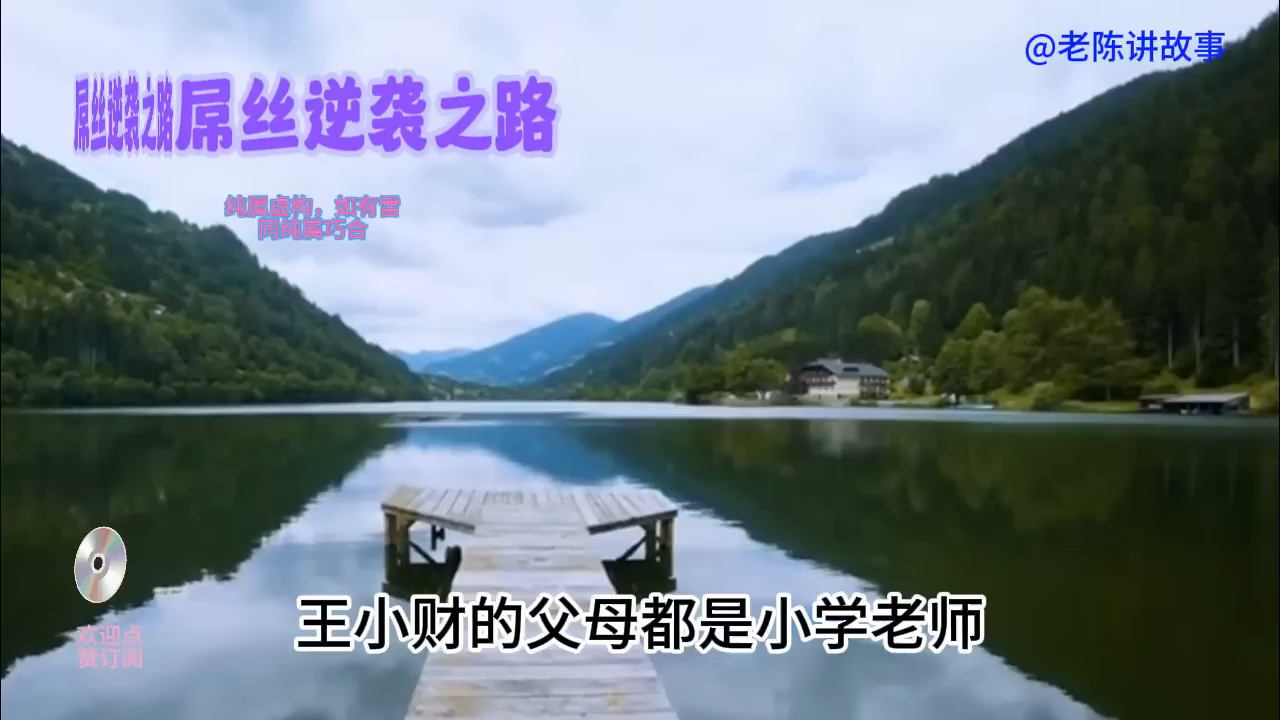 @老陈讲故事
屌丝逆袭之路屌丝逆袭之路
纯属虚构，如有雷
同纯属巧合
欢迎点
赞订阅
王小财的父母都是小学老师